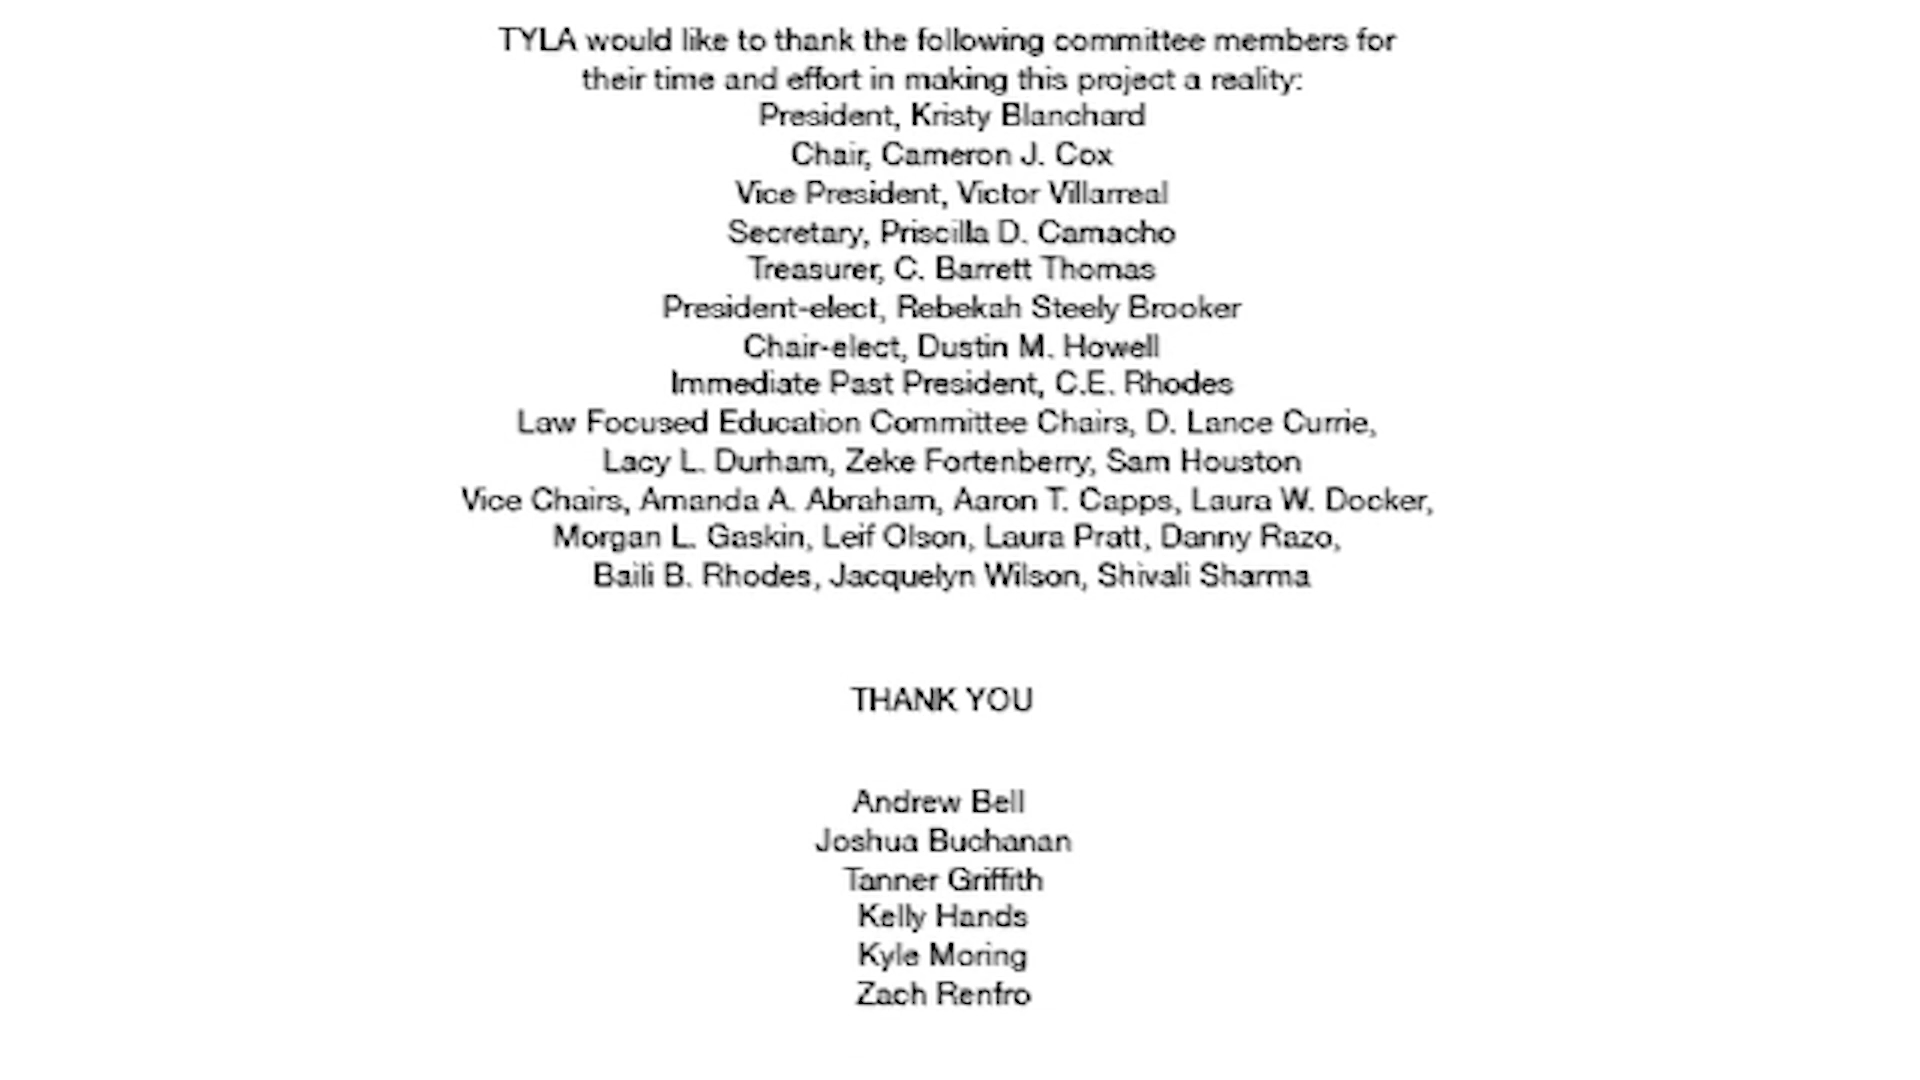 TYLA would like to thank the following committee members for
their time and effort in making this project a reality:
President, Kristy Blanchard
Chair, Cameron J. Cox
Vice President, Victor Villarreal
Secretary, Priscilla D. Camacho
Treasurer, C. Barrett Thomas
President-elect, Rebekah Steely Brooker
Chair-elect, Dustin M. Howell
Immediate Past President, C.E. Rhodes
Law Focused Education Committee Chairs, D. Lance Currie,
Lacy L. Durham, Zeke Fortenberry, Sam Houston
Vice Chairs, Amanda A. Abraham, Aaron T. Capps, Laura W. Docker,
Morgan L. Gaskin, Leif Olson, Laura Pratt, Danny Razo,
Baili B. Rhodes, Jacquelyn Wilson, Shivali Sharma
THANK YOU
Andrew Bell
Joshua Buchanan
Tanner Griffith
Kelly Hands
Kyle Moring
Zach Renfro